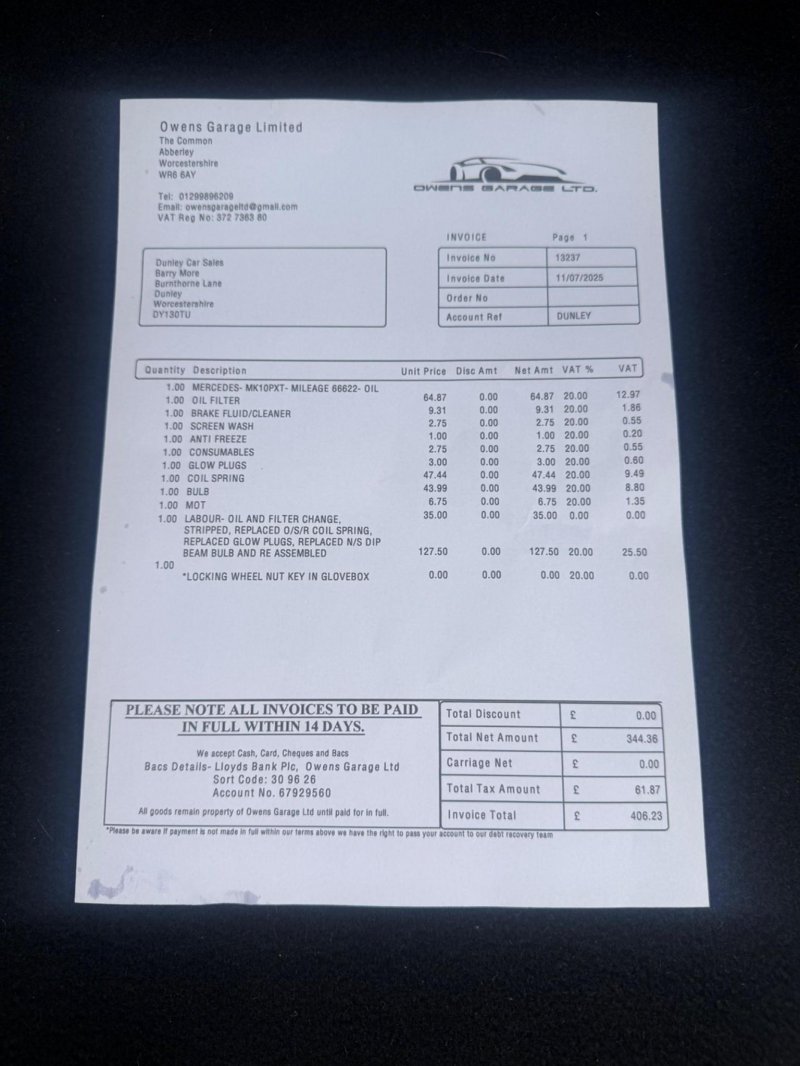 Owens Garage Limited
The Common
Abberley
Worcestershire
WR6 6AY
Tel: 01299896209
Email: owensgarageltd@gmail.com
VAT Reg No: 372 7363 80
OWENS GARAGE LTD.
INVOICE Page 1
Invoice No 13237
Invoice Date 11/07/2025
Order No
Account Ref DUNLEY
Dunley Car Sales
Barry More
Burnthorne Lane
Dunley
Worcestershire
DY130TU
Quantity Description Unit Price Disc Amt Net Amt VAT % VAT
1.00 MERCEDES- MK10PXT- MILEAGE 66622- OIL 64.87 0.00 64.87 20.00 12.97
1.00 OIL FILTER 9.31 0.00 9.31 20.00 1.86
1.00 BRAKE FLUID/CLEANER 2.75 0.00 2.75 20.00 0.55
1.00 SCREEN WASH 1.00 0.00 1.00 20.00 0.20
1.00 ANTI FREEZE 2.75 0.00 2.75 20.00 0.55
1.00 CONSUMABLES 3.00 0.00 3.00 20.00 0.60
1.00 GLOW PLUGS 47.44 0.00 47.44 20.00 9.49
1.00 COIL SPRING 43.99 0.00 43.99 20.00 8.80
1.00 BULB 6.75 0.00 6.75 20.00 1.35
1.00 MOT 35.00 0.00 35.00 0.00 0.00
1.00 LABOUR- OIL AND FILTER CHANGE,
STRIPPED, REPLACED O/S/R COIL SPRING,
REPLACED GLOW PLUGS, REPLACED N/S DIP
BEAM BULB AND RE ASSEMBLED 127.50 0.00 127.50 20.00 25.50
1.00
*LOCKING WHEEL NUT KEY IN GLOVEBOX 0.00 0.00 0.00 20.00 0.00
PLEASE NOTE ALL INVOICES TO BE PAID
IN FULL WITHIN 14 DAYS.
We accept Cash, Card, Cheques and Bacs
Bacs Details- Lloyds Bank Plc, Owens Garage Ltd
Sort Code: 30 96 26
Account No. 67929560
All goods remain property of Owens Garage Ltd until paid for in full.
Total Discount £ 0.00
Total Net Amount £ 344.36
Carriage Net £ 0.00
Total Tax Amount £ 61.87
Invoice Total £ 406.23
*Please be aware if payment is not made in full within our terms above we have the right to pass your account to our debt recovery team